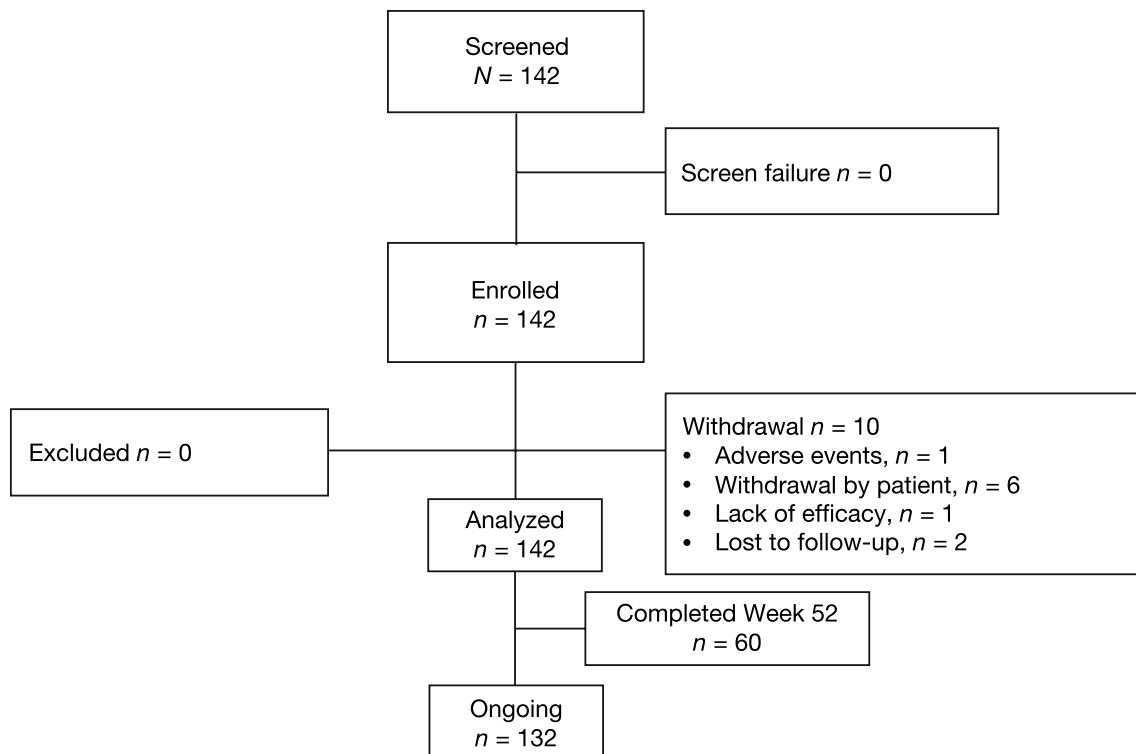 Screened
N = 142
Screen failure n = 0
Enrolled
n = 142
Excluded n = 0
Withdrawal n = 10
• Adverse events, n = 1
• Withdrawal by patient, n = 6
• Lack of efficacy, n = 1
• Lost to follow-up, n = 2
Analyzed
n = 142
Completed Week 52
n = 60
Ongoing
n = 132